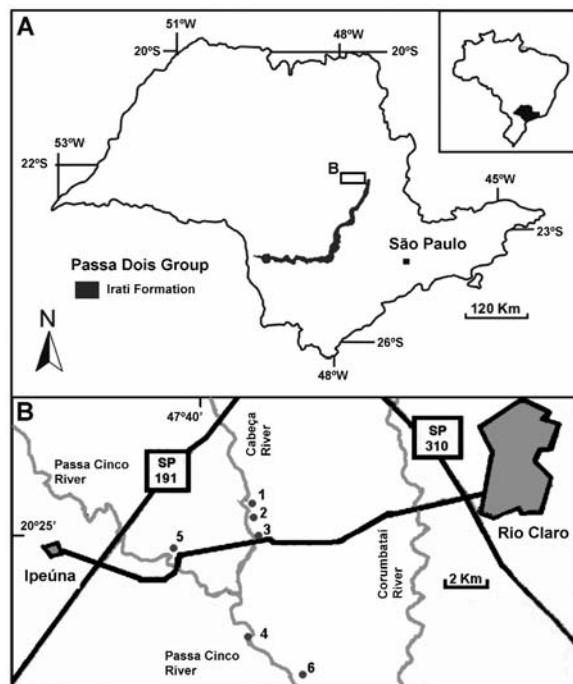 A
51ºW
48ºW
20ºS
20ºS
53ºW
22ºS
B
45ºW
23ºS
São Paulo
Passa Dois Group
Irati Formation
120 Km
N
26ºS
48ºW
B
47º40'
Cabeça
River
SP
310
Passa Cinco
River
SP
191
1
2
3
20º25'
5
Rio Claro
Ipeúna
Corumbataí
River
2 Km
4
Passa Cinco
River
6